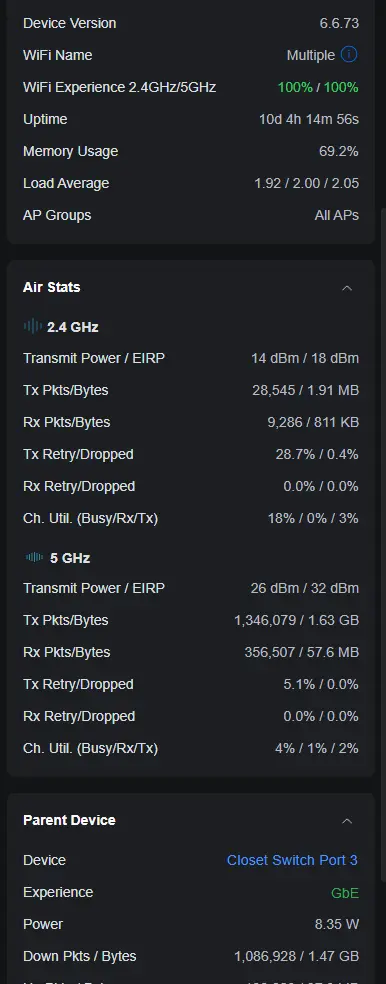 Device Version 6.6.73
WiFi Name Multiple
WiFi Experience 2.4GHz/5GHz 100% / 100%
Uptime 10d 4h 14m 56s
Memory Usage 69.2%
Load Average 1.92 / 2.00 / 2.05
AP Groups All APs
Air Stats
2.4 GHz
Transmit Power / EIRP 14 dBm / 18 dBm
Tx Pkts/Bytes 28,545 / 1.91 MB
Rx Pkts/Bytes 9,286 / 811 KB
Tx Retry/Dropped 28.7% / 0.4%
Rx Retry/Dropped 0.0% / 0.0%
Ch. Util. (Busy/Rx/Tx) 18% / 0% / 3%
5 GHz
Transmit Power / EIRP 26 dBm / 32 dBm
Tx Pkts/Bytes 1,346,079 / 1.63 GB
Rx Pkts/Bytes 356,507 / 57.6 MB
Tx Retry/Dropped 5.1% / 0.0%
Rx Retry/Dropped 0.0% / 0.0%
Ch. Util. (Busy/Rx/Tx) 4% / 1% / 2%
Parent Device
Device Closet Switch Port 3
Experience GbE
Power 8.35 W
Down Pkts / Bytes 1,086,928 / 1.47 GB